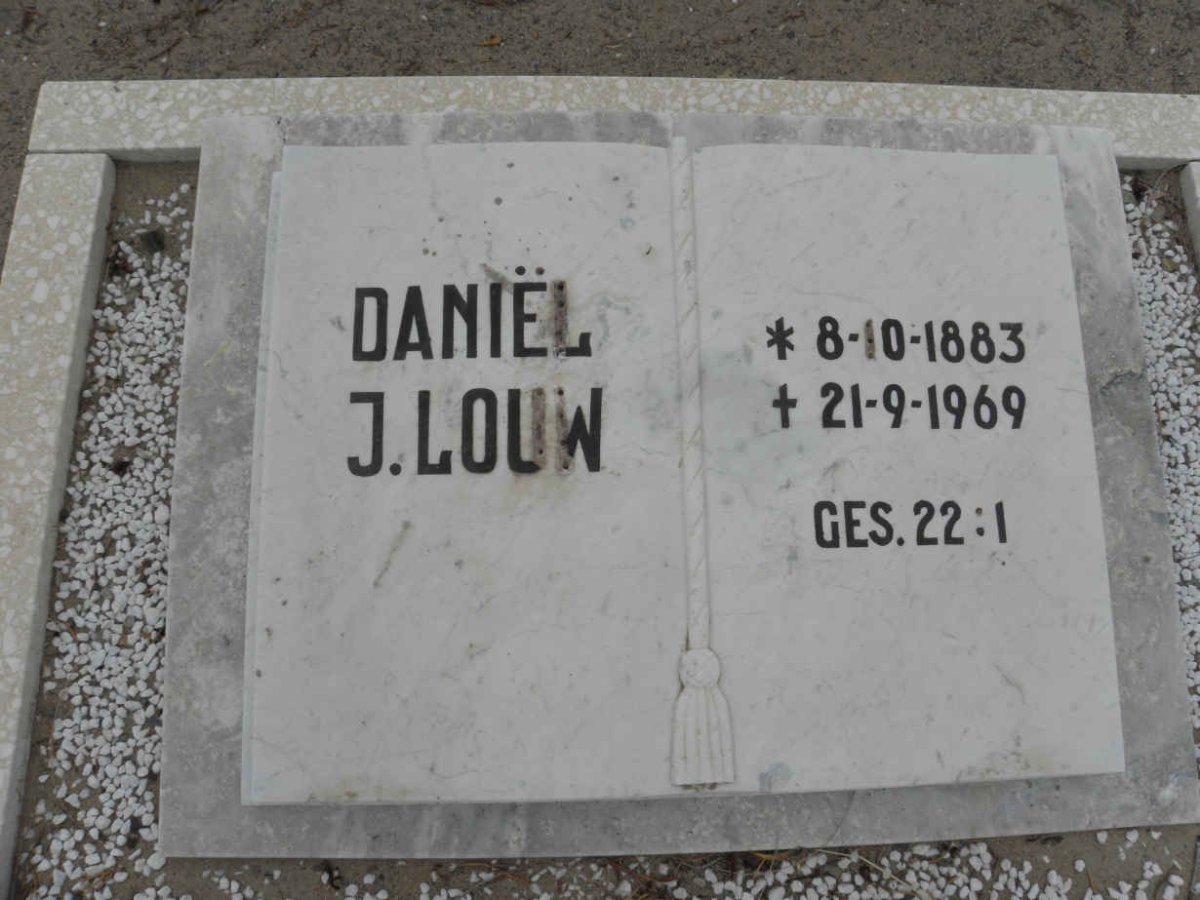 DANIËL
J. LOUW
* 8-10-1883
† 21-9-1969
GES. 22:1